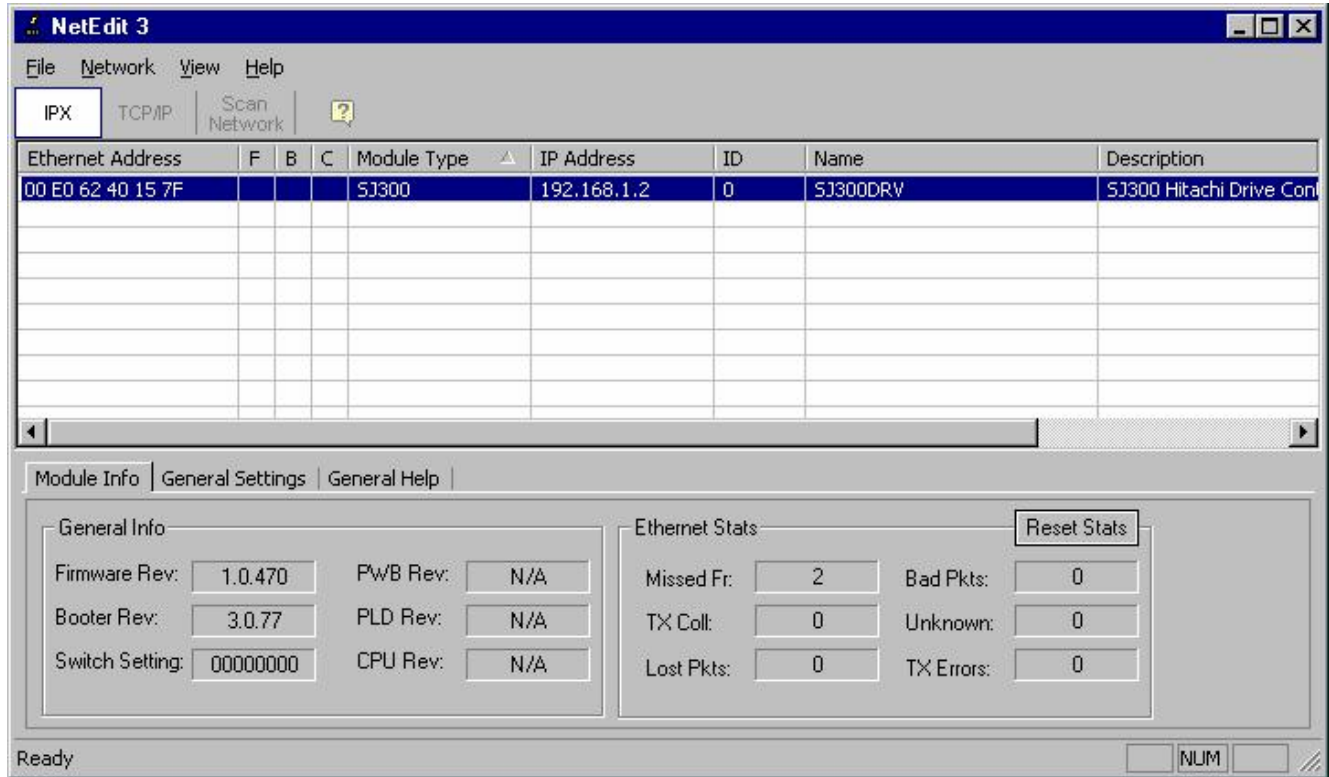 NetEdit 3
File Network View Help
IPX TCP/IP Scan Network
Ethernet Address F B C Module Type IP Address ID Name Description
00 E0 62 40 15 7F SJ300 192.168.1.2 0 SJ300DRV SJ300 Hitachi Drive Con
Module Info General Settings General Help
General Info Ethernet Stats Reset Stats
Firmware Rev: 1.0.470 PWB Rev: N/A Missed Fr: 2 Bad Pkts: 0
Booter Rev: 3.0.77 PLD Rev: N/A TX Coll: 0 Unknown: 0
Switch Setting: 00000000 CPU Rev: N/A Lost Pkts: 0 TX Errors: 0
Ready NUM